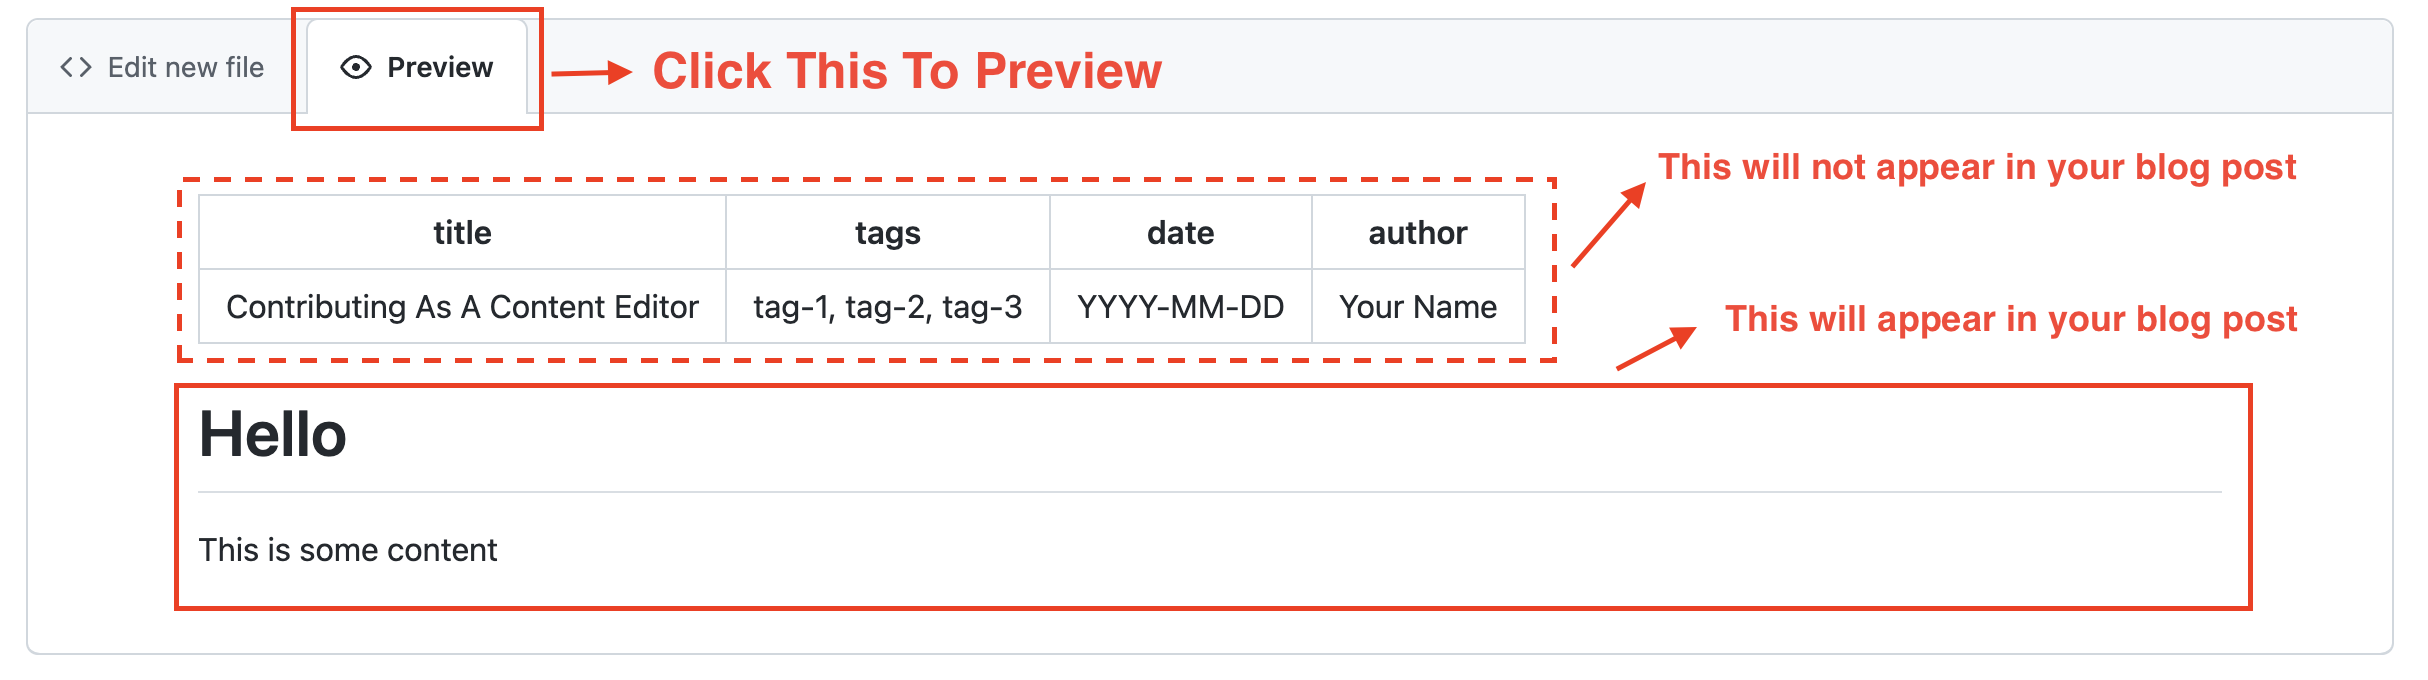 Edit new file
Preview
Click This To Preview
This will not appear in your blog post
title tags date author
Contributing As A Content Editor tag-1, tag-2, tag-3 YYYY-MM-DD Your Name
This will appear in your blog post
Hello
This is some content